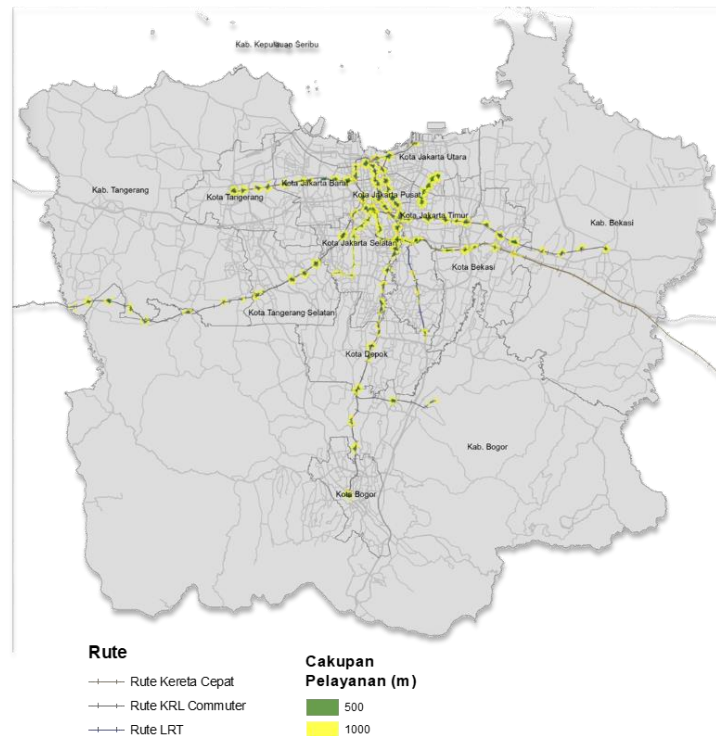 Kab. Kepulauan Seribu
Kota Jakarta Utara
Kota Jakarta Barat
Kab. Tangerang
Kota Tangerang
Kota Jakarta Pusat
Kota Jakarta Timur
Kab. Bekasi
Kota Jakarta Selatan
Kota Bekasi
Kota Tangerang Selatan
Kota Depok
Kab. Bogor
Kota Bogor
Rute
Rute Kereta Cepat
Rute KRL Commuter
Rute LRT
Cakupan
Pelayanan (m)
500
1000